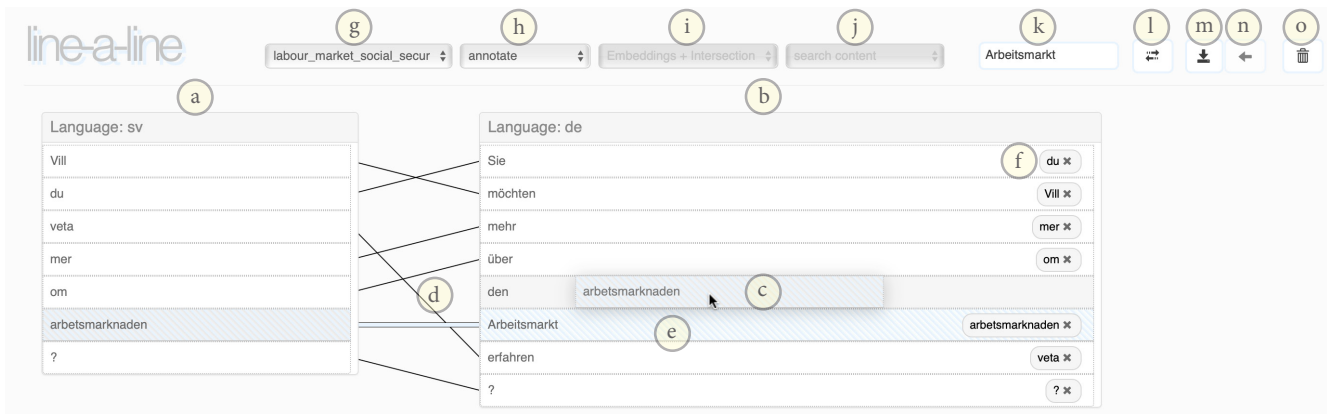 g h i j k l m n o
line-a-line labour_market_social_secur annotate Embeddings + Intersection search content Arbeitsmarkt
a b
Language: sv Language: de
Vill Sie f du ✖
du möchten Vill ✖
veta mehr mer ✖
mer über om ✖
om d den arbetsmarknaden c
arbetsmarknaden Arbeitsmarkt e arbetsmarknaden ✖
? erfahren veta ✖
? ? ✖